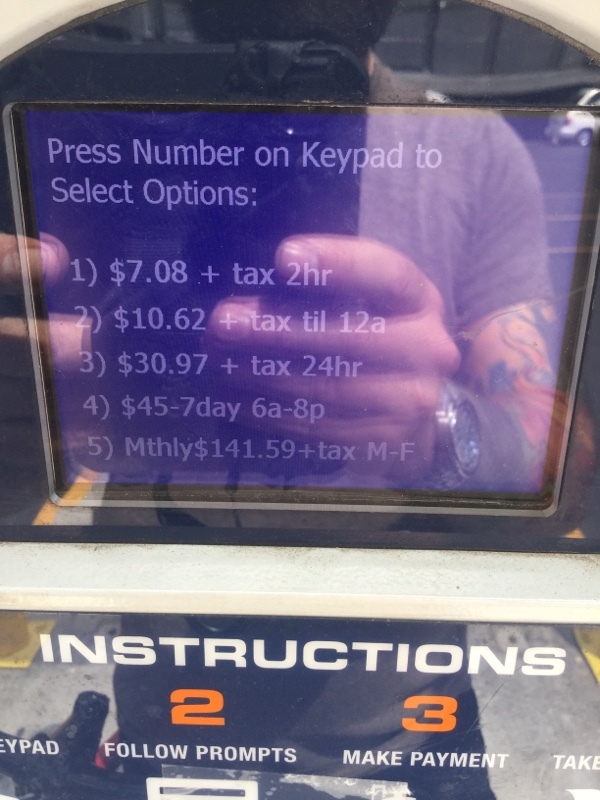 Press Number on Keypad to
Select Options:
1) $7.08 + tax 2hr
2) $10.62 + tax til 12a
3) $30.97 + tax 24hr
4) $45-7day 6a-8p
5) Mthly$141.59+tax M-F
INSTRUCTIONS
2 3
EYPAD FOLLOW PROMPTS MAKE PAYMENT TAKE